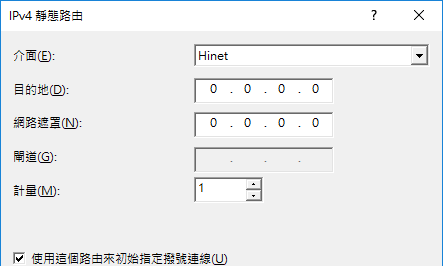 IPv4 靜態路由
介面(E): Hinet
目的地(D): 0 . 0 . 0 . 0
網路遮罩(N): 0 . 0 . 0 . 0
閘道(G): . . .
計量(M): 1
使用這個路由來初始指定撥號連線(U)